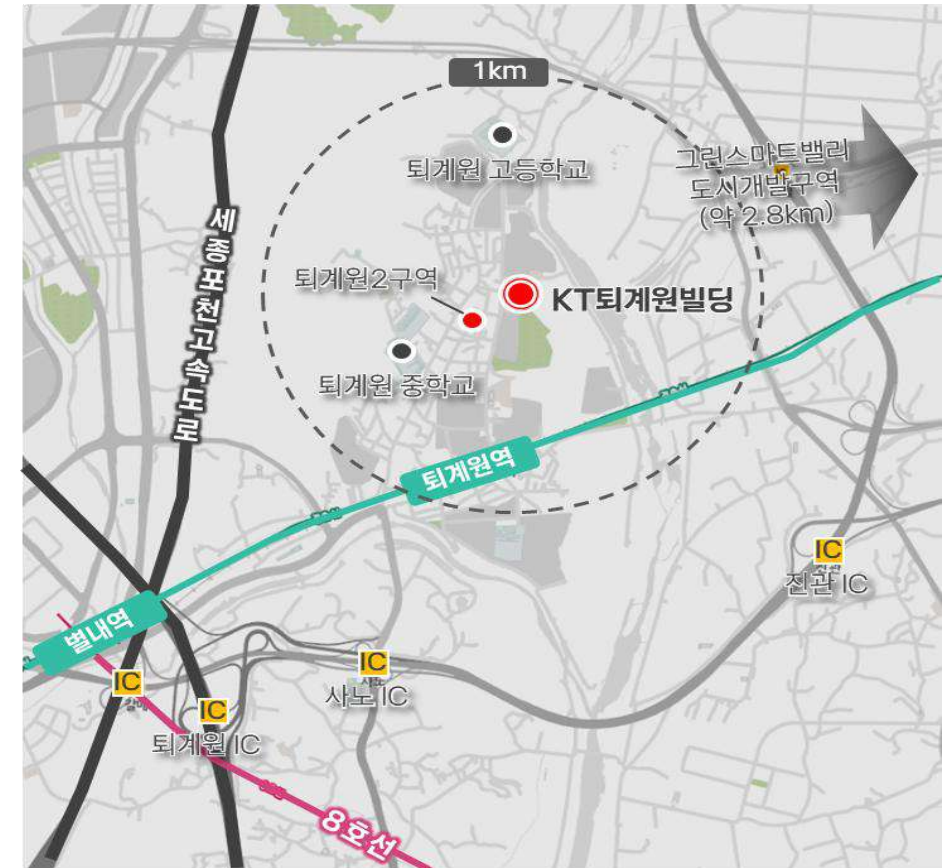 1km
퇴계원 고등학교
그린스마트밸리
도시개발구역
(약 2.8km)
세종포천고속도로
퇴계원2구역
KT퇴계원빌딩
퇴계원 중학교
퇴계원역
IC
진관 IC
별내역
IC
사노 IC
IC
IC
퇴계원 IC
8호선